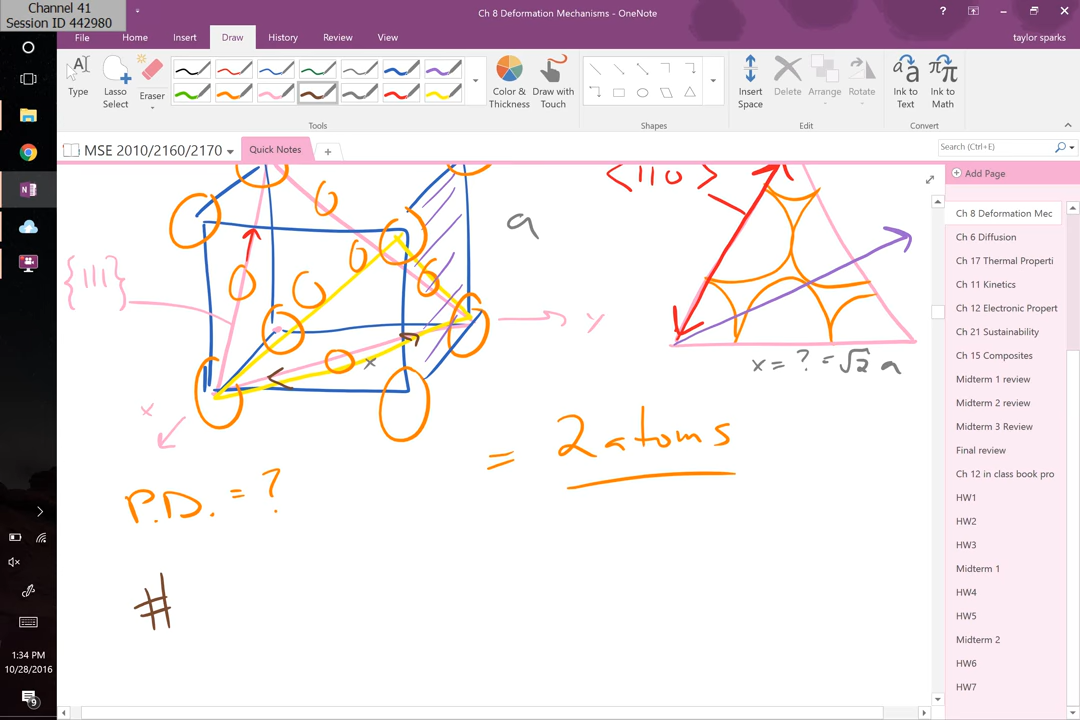 Channel 41
Session ID 442980
Ch 8 Deformation Mechanisms - OneNote
?
File
Home
Insert
Draw
History
Review
View
taylor sparks
Type
Lasso
Select
Eraser
Color &
Thickness
Draw with
Touch
Insert
Space
Delete
Arrange
Rotate
Ink to
Text
Ink to
Math
Tools
Shapes
Edit
Convert
MSE 2010/2160/2170
Quick Notes
Search (Ctrl+E)
Add Page
Ch 8 Deformation Mec
Ch 6 Diffusion
Ch 17 Thermal Properti
Ch 11 Kinetics
Ch 12 Electronic Propert
Ch 21 Sustainability
Ch 15 Composites
Midterm 1 review
Midterm 2 review
Midterm 3 Review
Final review
Ch 12 in class book pro
HW1
HW2
HW3
Midterm 1
HW4
HW5
Midterm 2
HW6
HW7
<110>
a
{111}
y
x
x
x = ? = √2 a
= 2 atoms
P.D. = ?
#
1:34 PM
10/28/2016
9